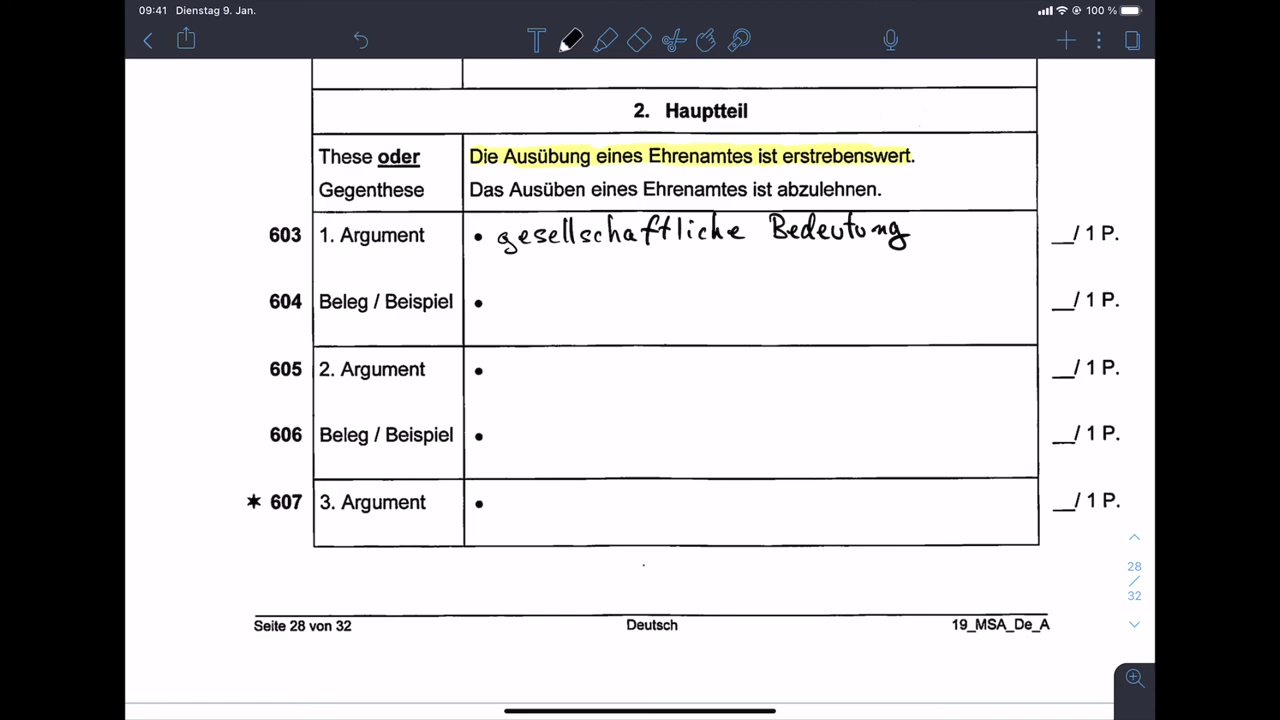 09:41 Dienstag 9. Jan.
100 %
2. Hauptteil
These oder
Gegenthese
Die Ausübung eines Ehrenamtes ist erstrebenswert.
Das Ausüben eines Ehrenamtes ist abzulehnen.
603 1. Argument • gesellschaftliche Bedeutung __/ 1 P.
604 Beleg / Beispiel • __/ 1 P.
605 2. Argument • __/ 1 P.
606 Beleg / Beispiel • __/ 1 P.
* 607 3. Argument • __/ 1 P.
28
/
32
Seite 28 von 32 Deutsch 19_MSA_De_A